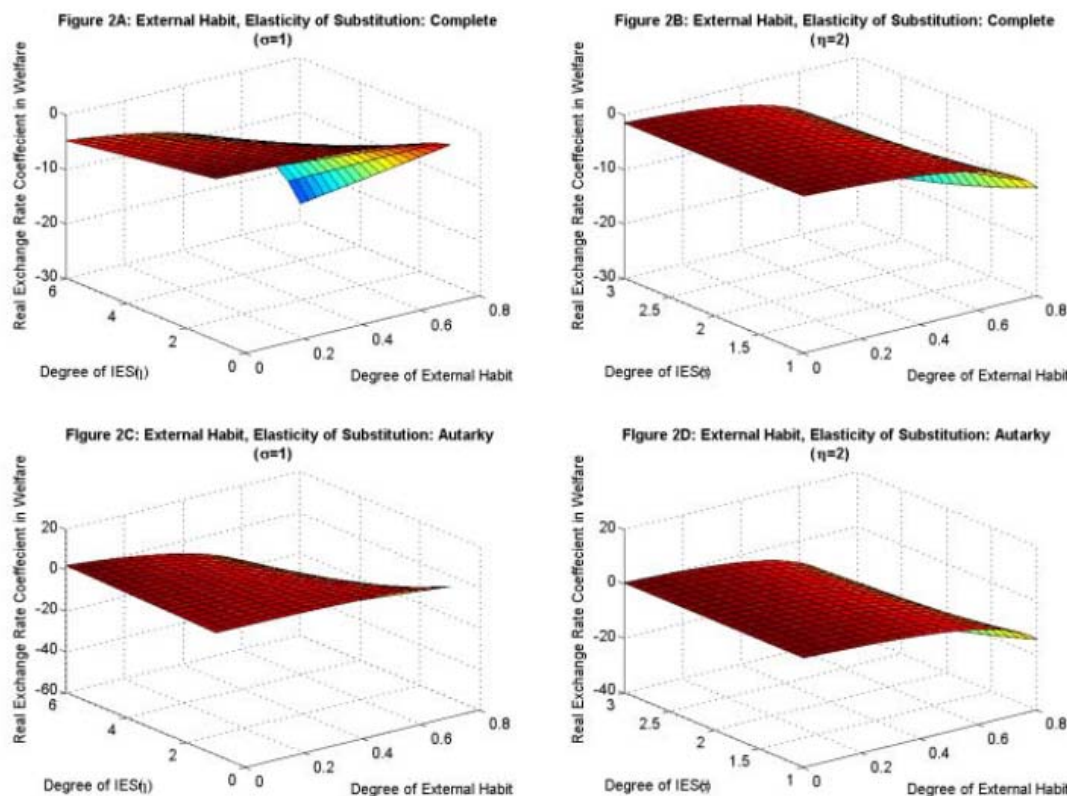 Figure 2A: External Habit, Elasticity of Substitution: Complete
(σ=1)
Real Exchange Rate Coeffecient in Welfare
0
-10
-20
-30
6
4
2
0
0
0.2
0.4
0.6
0.8
Degree of IES
Degree of External Habit
Figure 2B: External Habit, Elasticity of Substitution: Complete
(η=2)
Real Exchange Rate Coeffecient in Welfare
0
-10
-20
-30
3
2.5
2
1.5
1
0
0.2
0.4
0.6
0.8
Degree of IES
Degree of External Habit
FIgure 2C: External Habit, Elasticity of Substitution: Autarky
(σ=1)
Real Exchange Rate Coeffecient in Welfare
20
0
-20
-40
-60
6
4
2
0
0
0.2
0.4
0.6
0.8
Degree of IES
Degree of External Habit
FIgure 2D: External Habit, Elasticity of Substitution: Autarky
(η=2)
Real Exchange Rate Coeffecient in Welfare
20
0
-20
-40
3
2.5
2
1.5
1
0
0.2
0.4
0.6
0.8
Degree of IES
Degree of External Habit